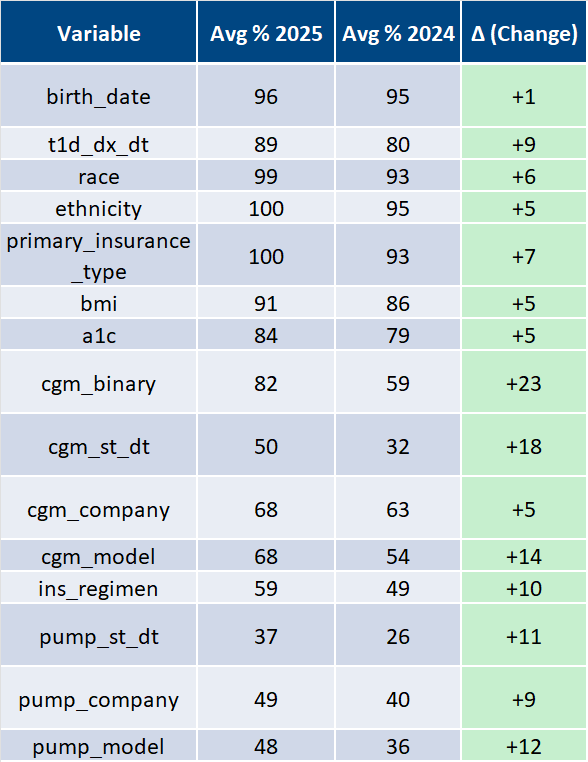 Variable Avg % 2025 Avg % 2024 Δ (Change)
birth_date 96 95 +1
t1d_dx_dt 89 80 +9
race 99 93 +6
ethnicity 100 95 +5
primary_insurance
_type 100 93 +7
bmi 91 86 +5
a1c 84 79 +5
cgm_binary 82 59 +23
cgm_st_dt 50 32 +18
cgm_company 68 63 +5
cgm_model 68 54 +14
ins_regimen 59 49 +10
pump_st_dt 37 26 +11
pump_company 49 40 +9
pump_model 48 36 +12